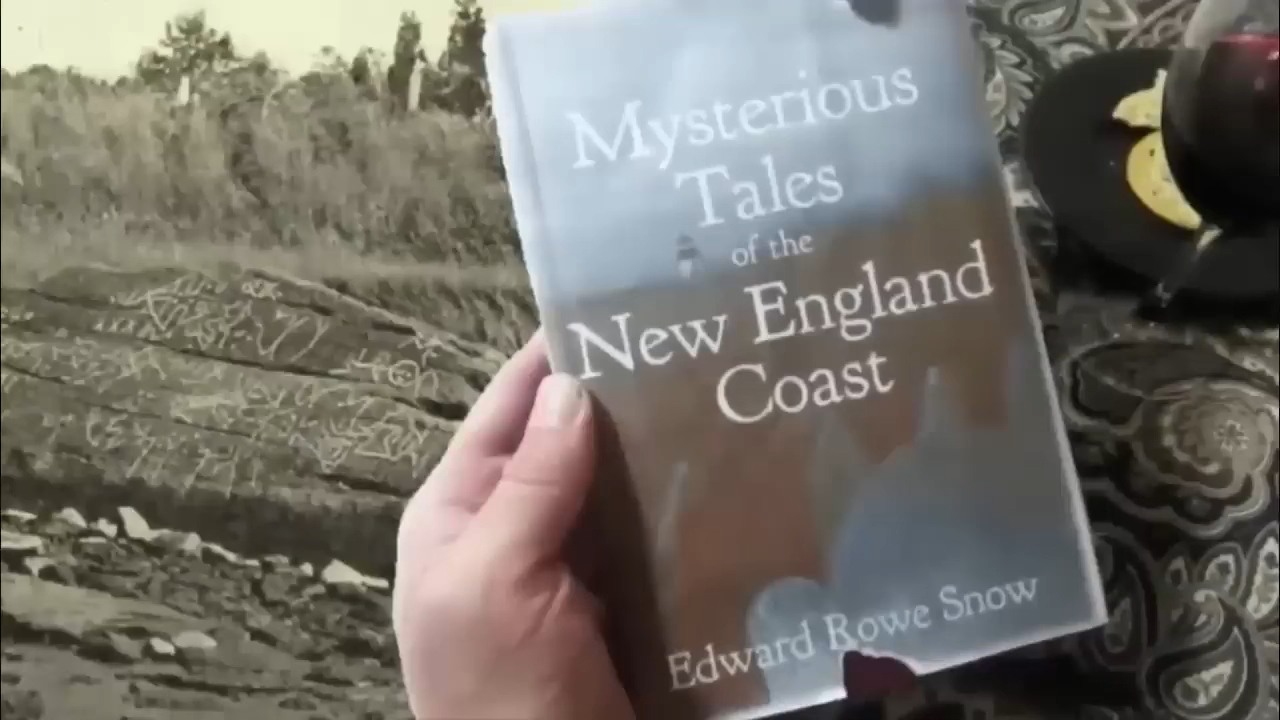 Mysterious
Tales
of the
New England
Coast
Edward Rowe Snow